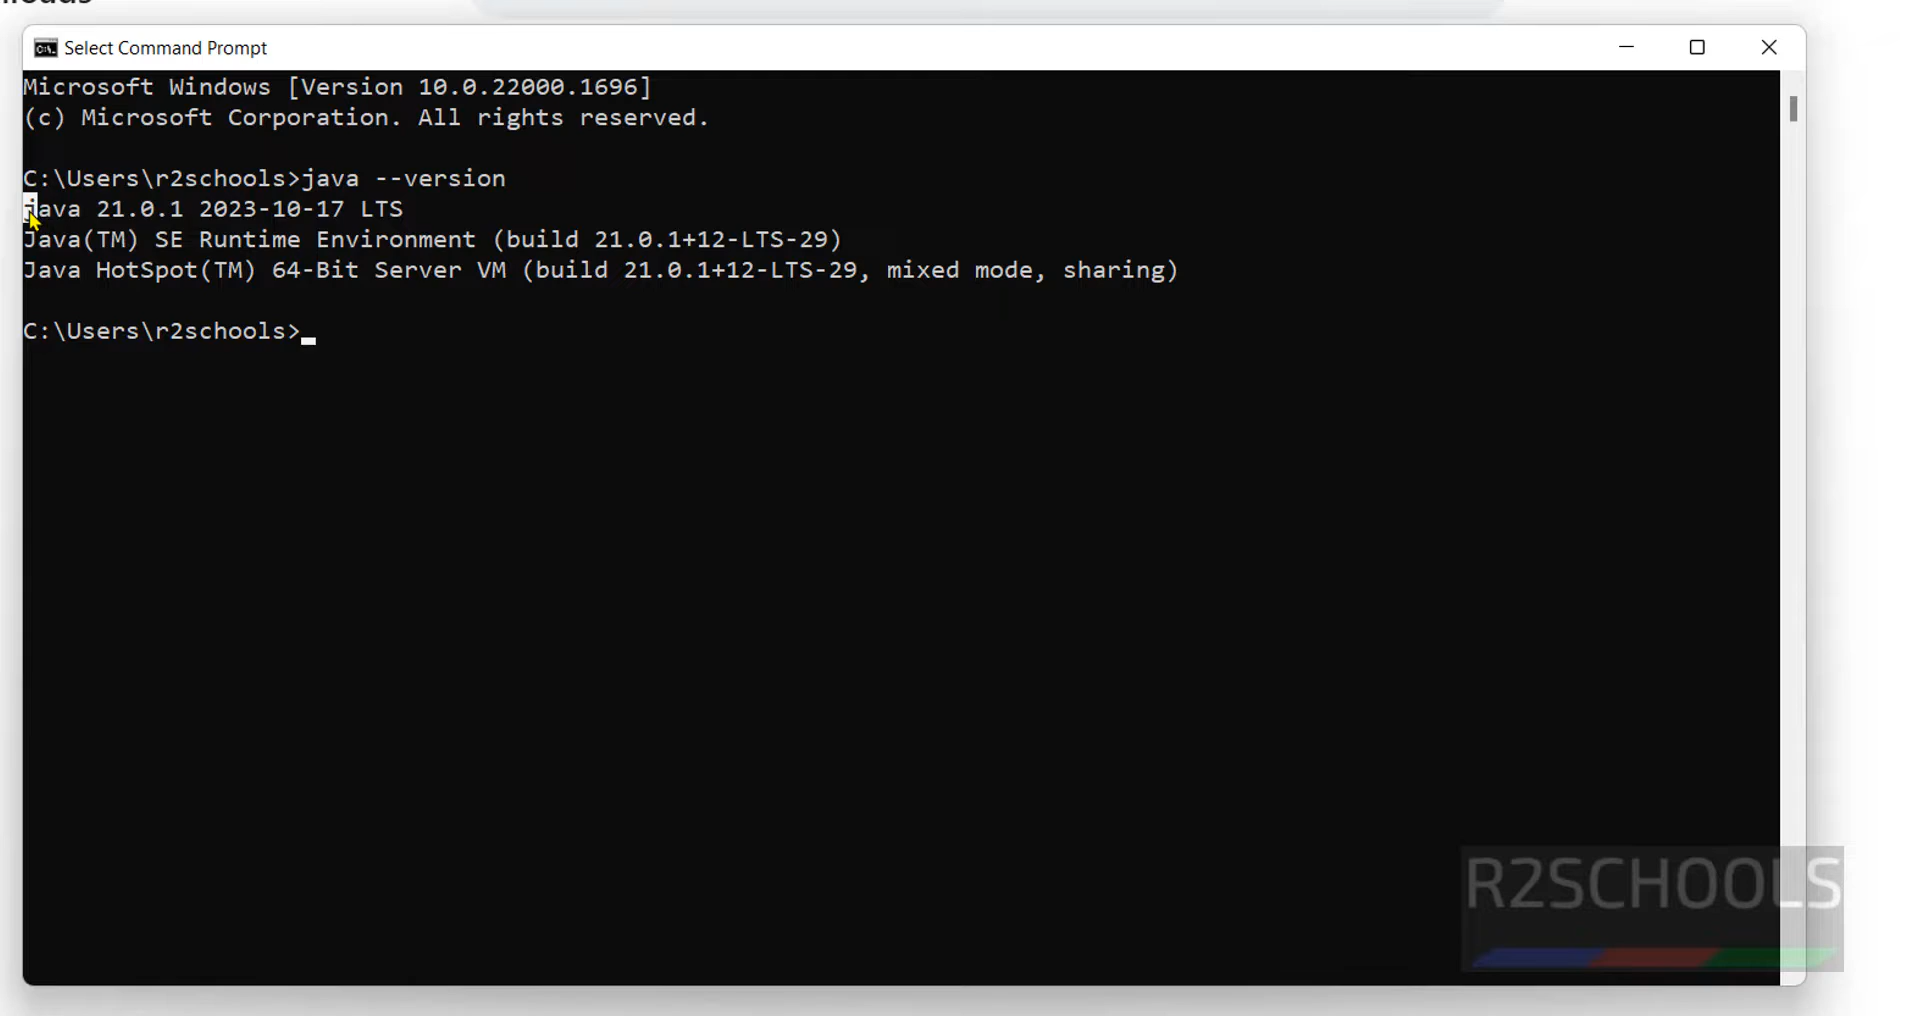 Select Command Prompt
Microsoft Windows [Version 10.0.22000.1696]
(c) Microsoft Corporation. All rights reserved.
C:\Users\r2schools>java --version
java 21.0.1 2023-10-17 LTS
Java(TM) SE Runtime Environment (build 21.0.1+12-LTS-29)
Java HotSpot(TM) 64-Bit Server VM (build 21.0.1+12-LTS-29, mixed mode, sharing)
C:\Users\r2schools>
R2SCHOOLS